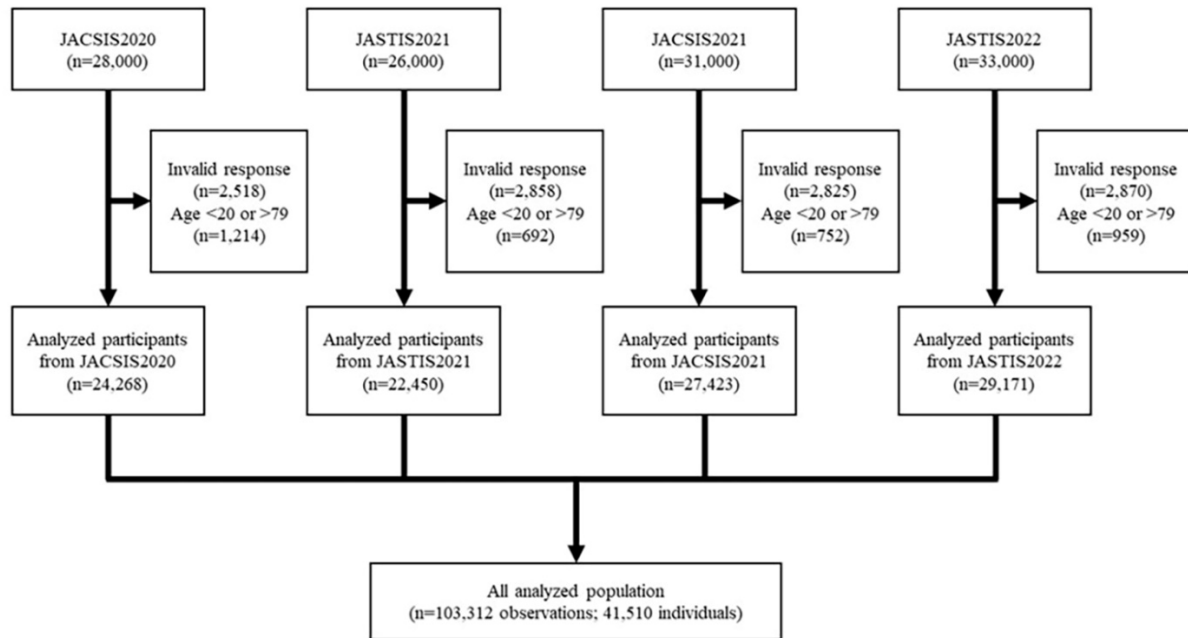 JACSIS2020
(n=28,000)
JASTIS2021
(n=26,000)
JACSIS2021
(n=31,000)
JASTIS2022
(n=33,000)
Invalid response
(n=2,518)
Age <20 or >79
(n=1,214)
Invalid response
(n=2,858)
Age <20 or >79
(n=692)
Invalid response
(n=2,825)
Age <20 or >79
(n=752)
Invalid response
(n=2,870)
Age <20 or >79
(n=959)
Analyzed participants
from JACSIS2020
(n=24,268)
Analyzed participants
from JASTIS2021
(n=22,450)
Analyzed participants
from JACSIS2021
(n=27,423)
Analyzed participants
from JASTIS2022
(n=29,171)
All analyzed population
(n=103,312 observations; 41,510 individuals)